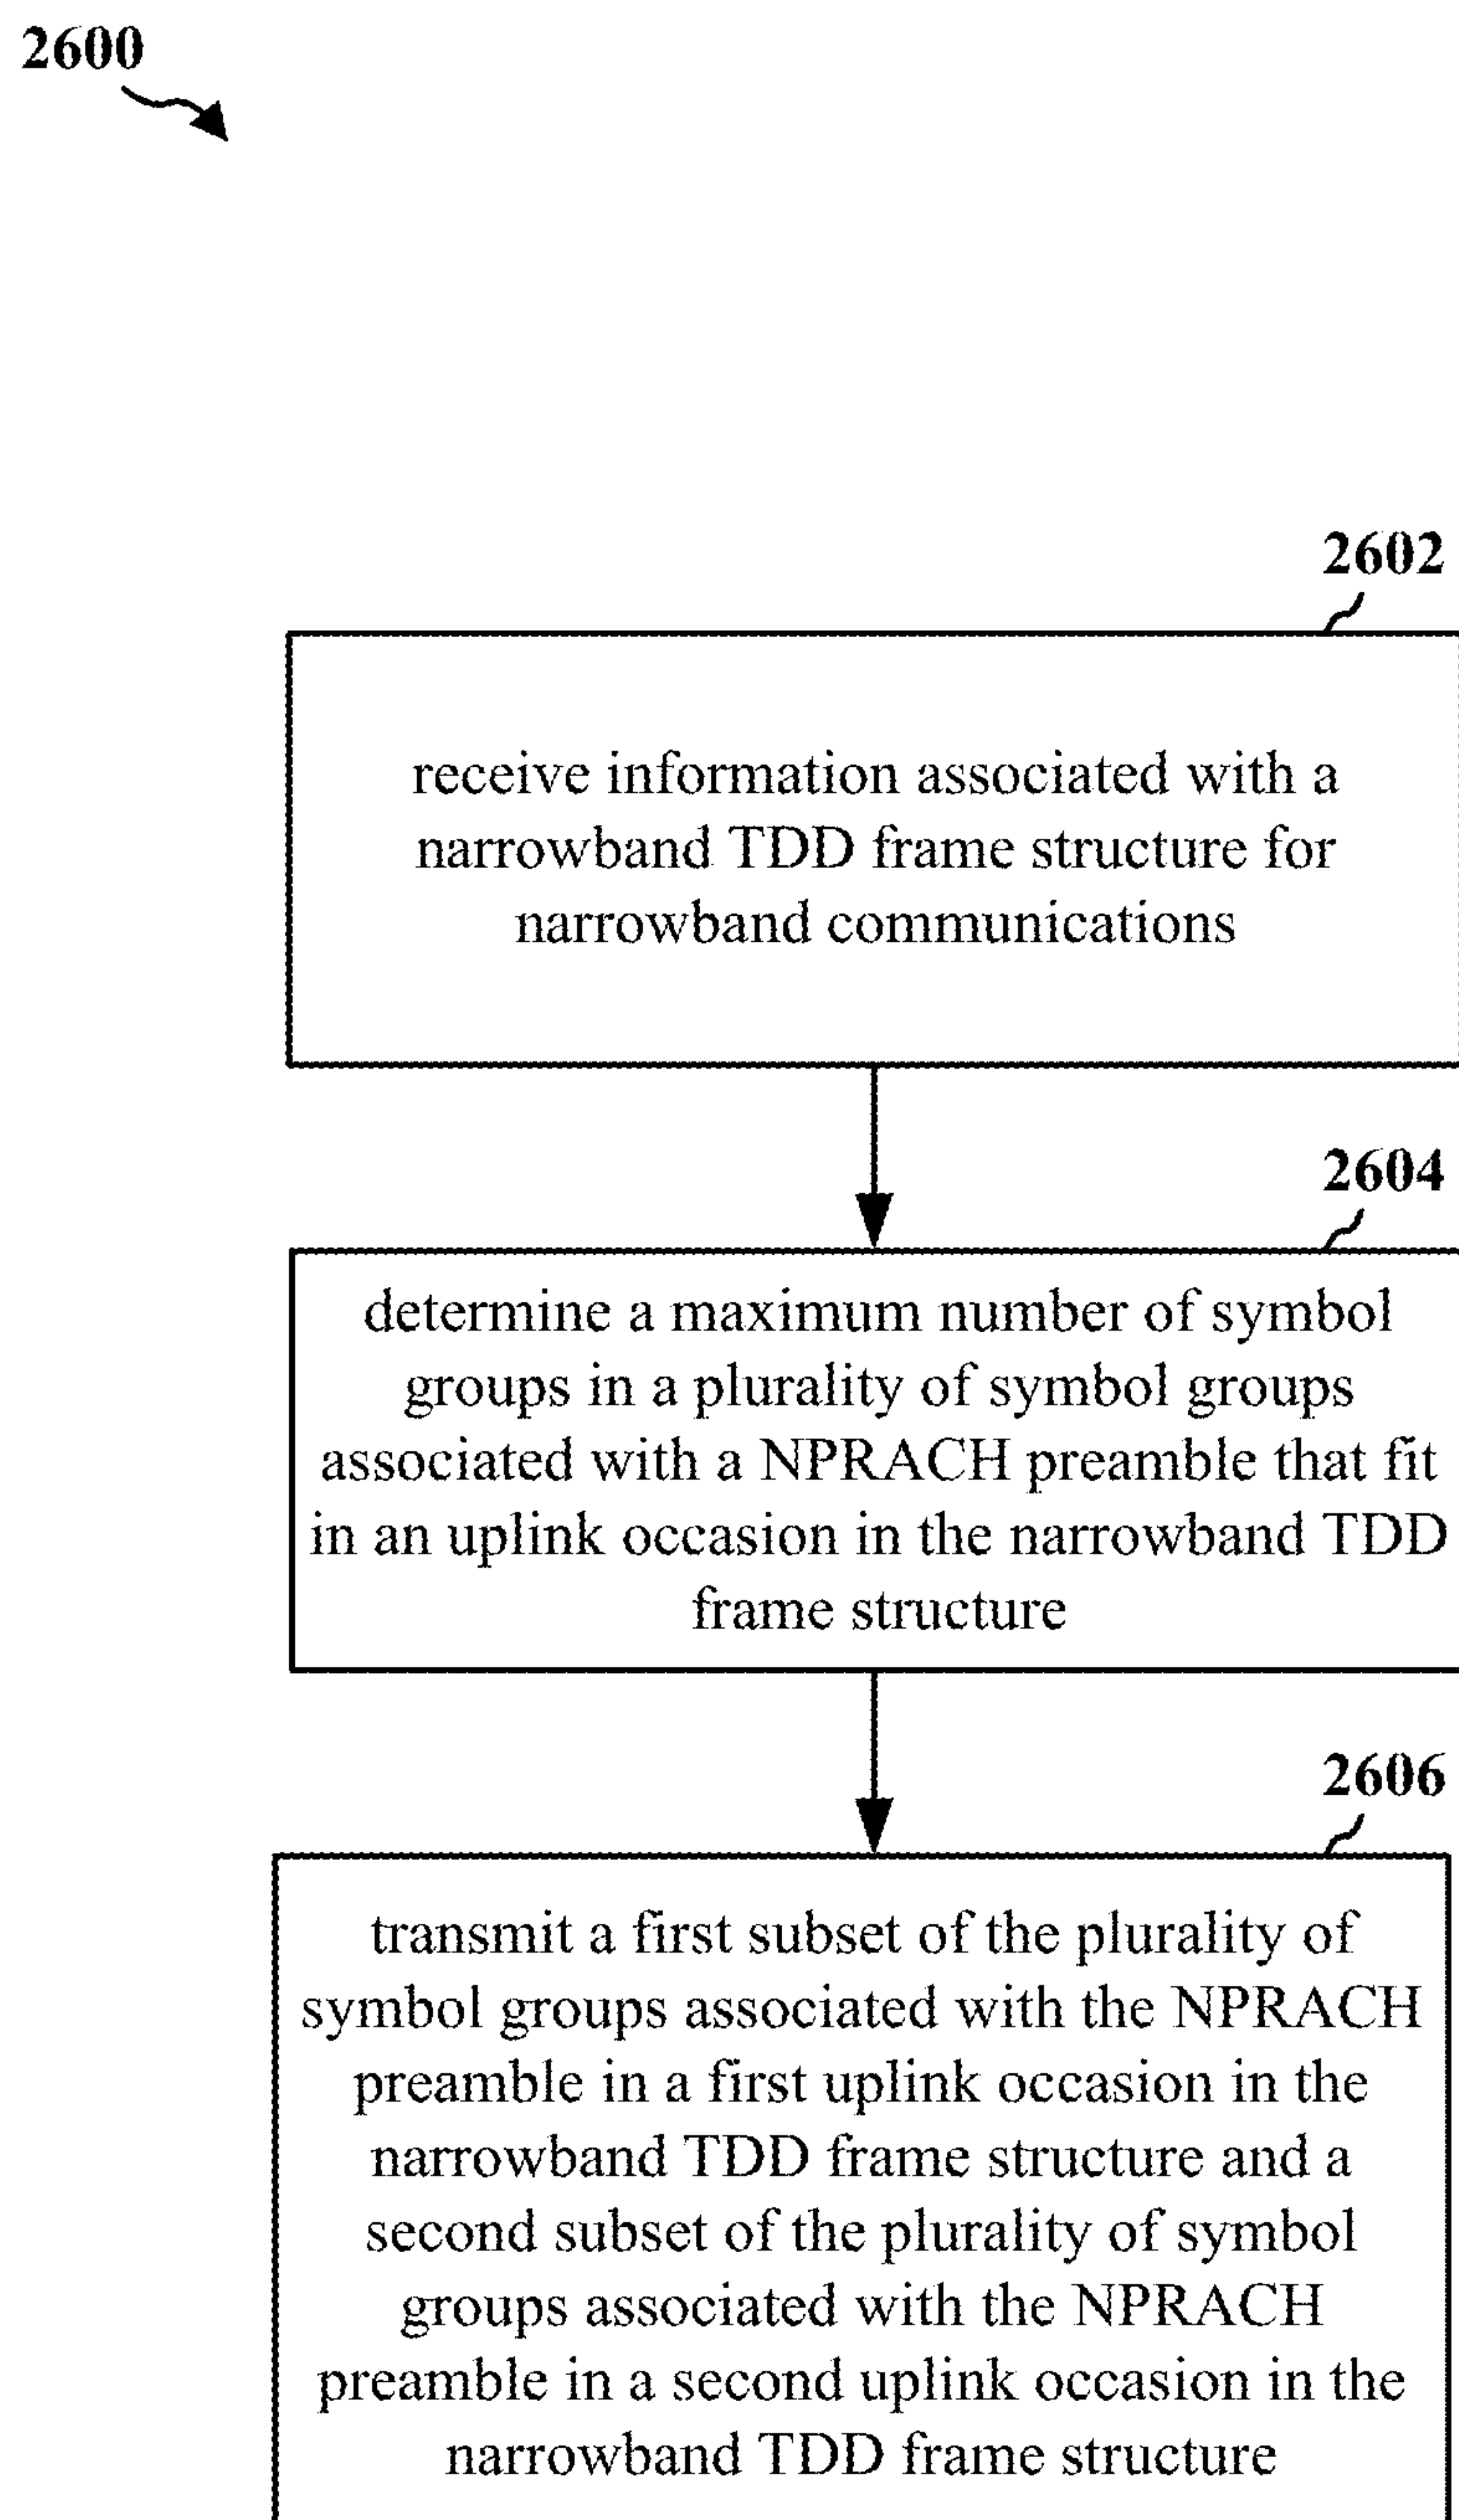 2600
2602
receive information associated with a
narrowband TDD frame structure for
narrowband communications
2604
determine a maximum number of symbol
groups in a plurality of symbol groups
associated with a NPRACH preamble that fit
in an uplink occasion in the narrowband TDD
frame structure
2606
transmit a first subset of the plurality of
symbol groups associated with the NPRACH
preamble in a first uplink occasion in the
narrowband TDD frame structure and a
second subset of the plurality of symbol
groups associated with the NPRACH
preamble in a second uplink occasion in the
narrowband TDD frame structure